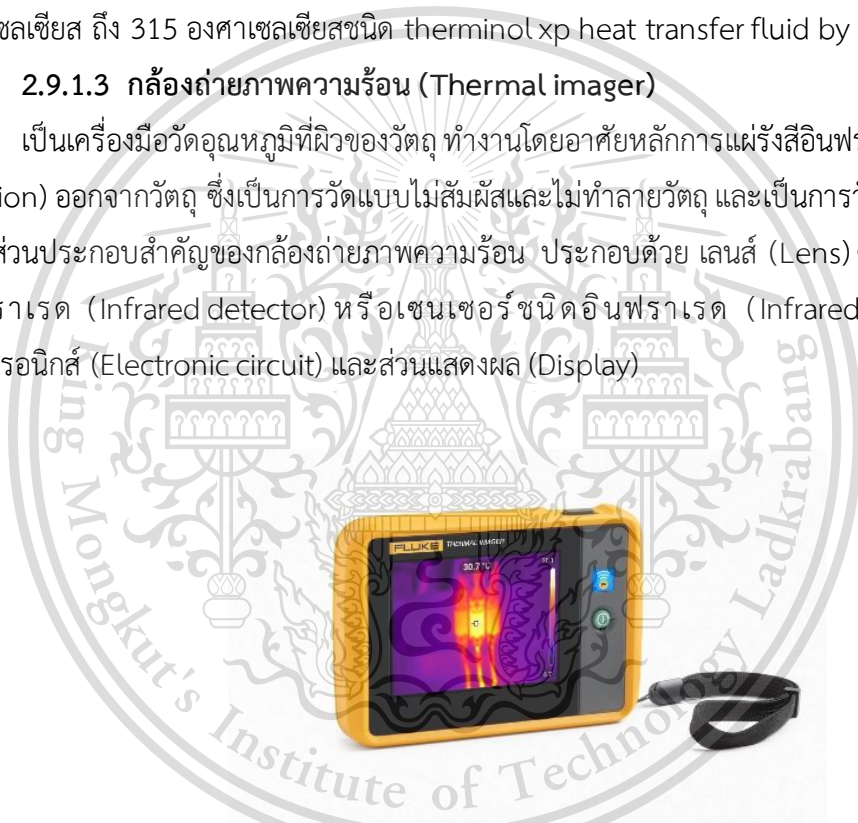 ซลเซียส ถึง 315 องศาเซลเซียสชนิด therminol xp heat transfer fluid by
2.9.1.3 กล้องถ่ายภาพความร้อน (Thermal imager)
เป็นเครื่องมือวัดอุณหภูมิที่ผิวของวัตถุ ทำงานโดยอาศัยหลักการแผ่รังสีอินฟร
ion) ออกจากวัตถุ ซึ่งเป็นการวัดแบบไม่สัมผัสและไม่ทำลายวัตถุ และเป็นการวั
ส่วนประกอบสำคัญของกล้องถ่ายภาพความร้อน ประกอบด้วย เลนส์ (Lens)
ราเรด (Infrared detector) หรือเซนเซอร์ชนิดอินฟราเรด (Infrared
รอนิกส์ (Electronic circuit) และส่วนแสดงผล (Display)
FLUKE THERMAL IMAGER
30.7°C
King Mongkut's Institute of Technology Ladkrabang